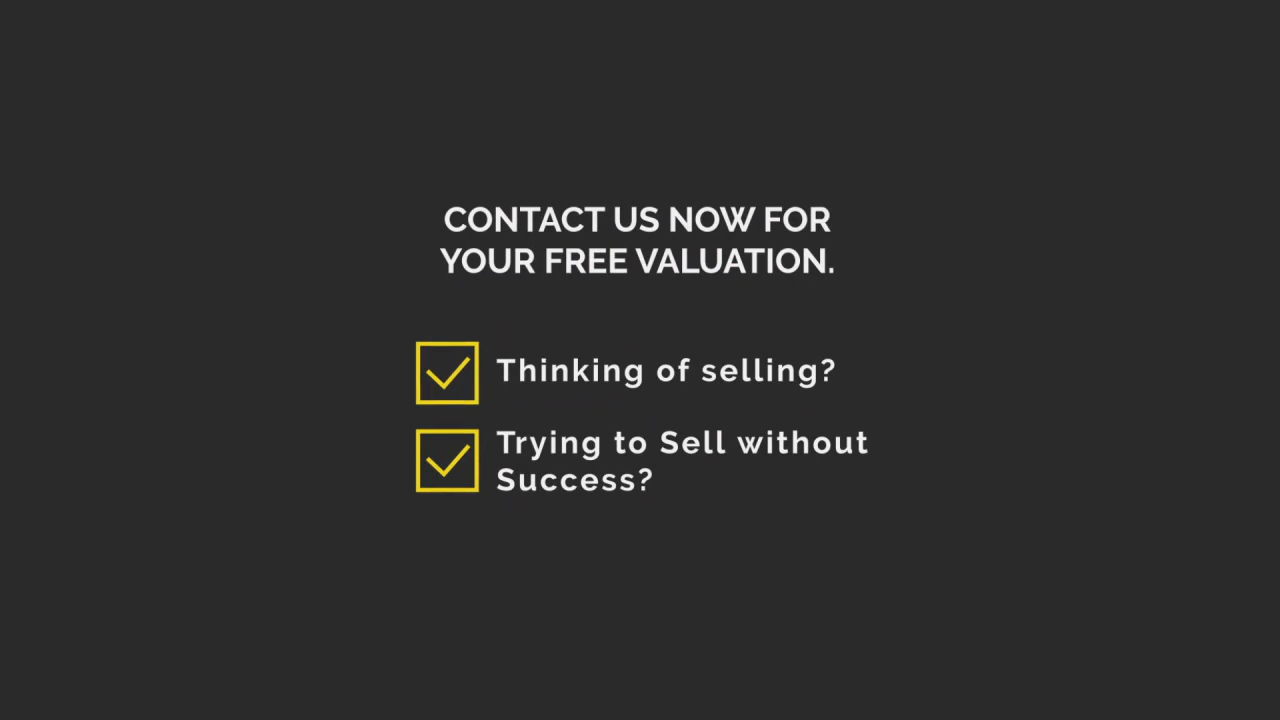 CONTACT US NOW FOR
YOUR FREE VALUATION.
Thinking of selling?
Trying to Sell without
Success?